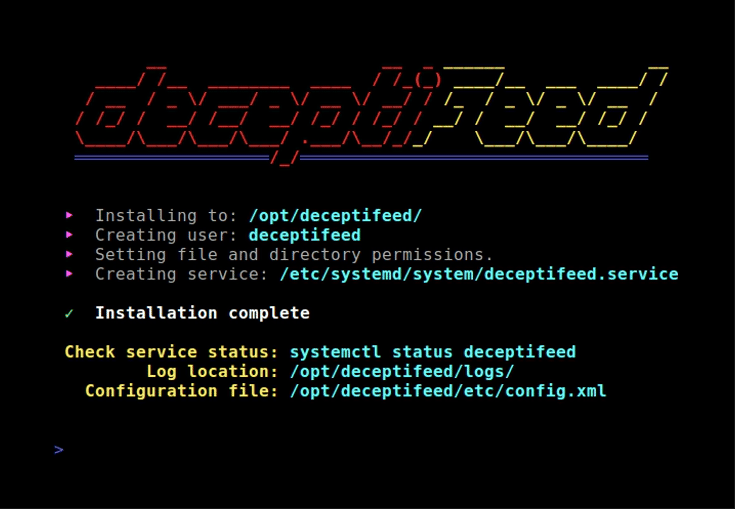 deceptiFeed
▸ Installing to: /opt/deceptifeed/
▸ Creating user: deceptifeed
▸ Setting file and directory permissions.
▸ Creating service: /etc/systemd/system/deceptifeed.service
✓ Installation complete
Check service status: systemctl status deceptifeed
Log location: /opt/deceptifeed/logs/
Configuration file: /opt/deceptifeed/etc/config.xml
>